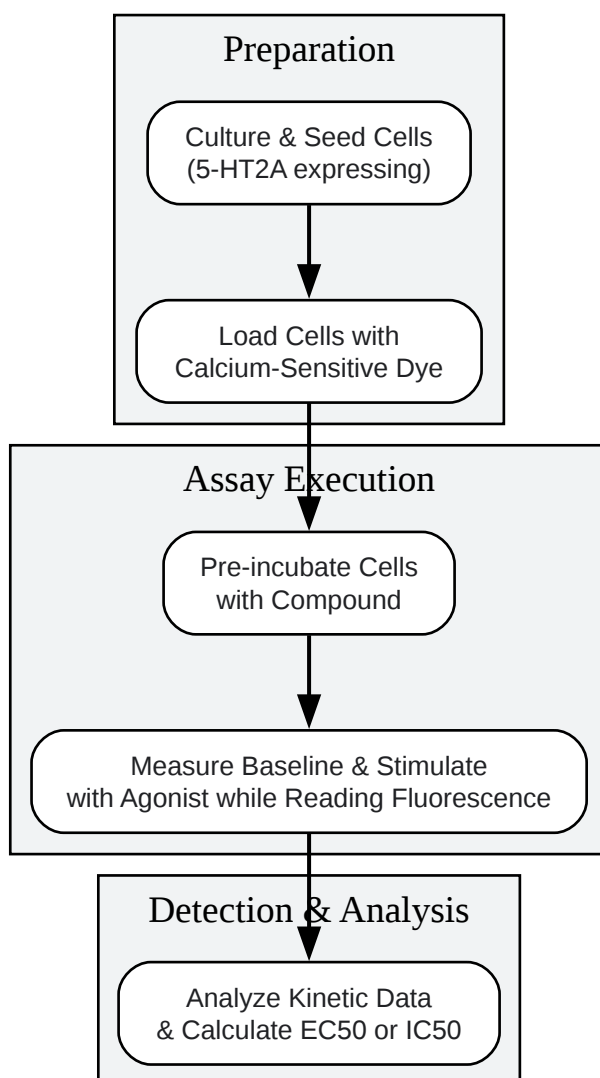 Preparation
Culture & Seed Cells
(5-HT2A expressing)
Load Cells with
Calcium-Sensitive Dye
Assay Execution
Pre-incubate Cells
with Compound
Measure Baseline & Stimulate
with Agonist while Reading Fluorescence
Detection & Analysis
Analyze Kinetic Data
& Calculate EC50 or IC50